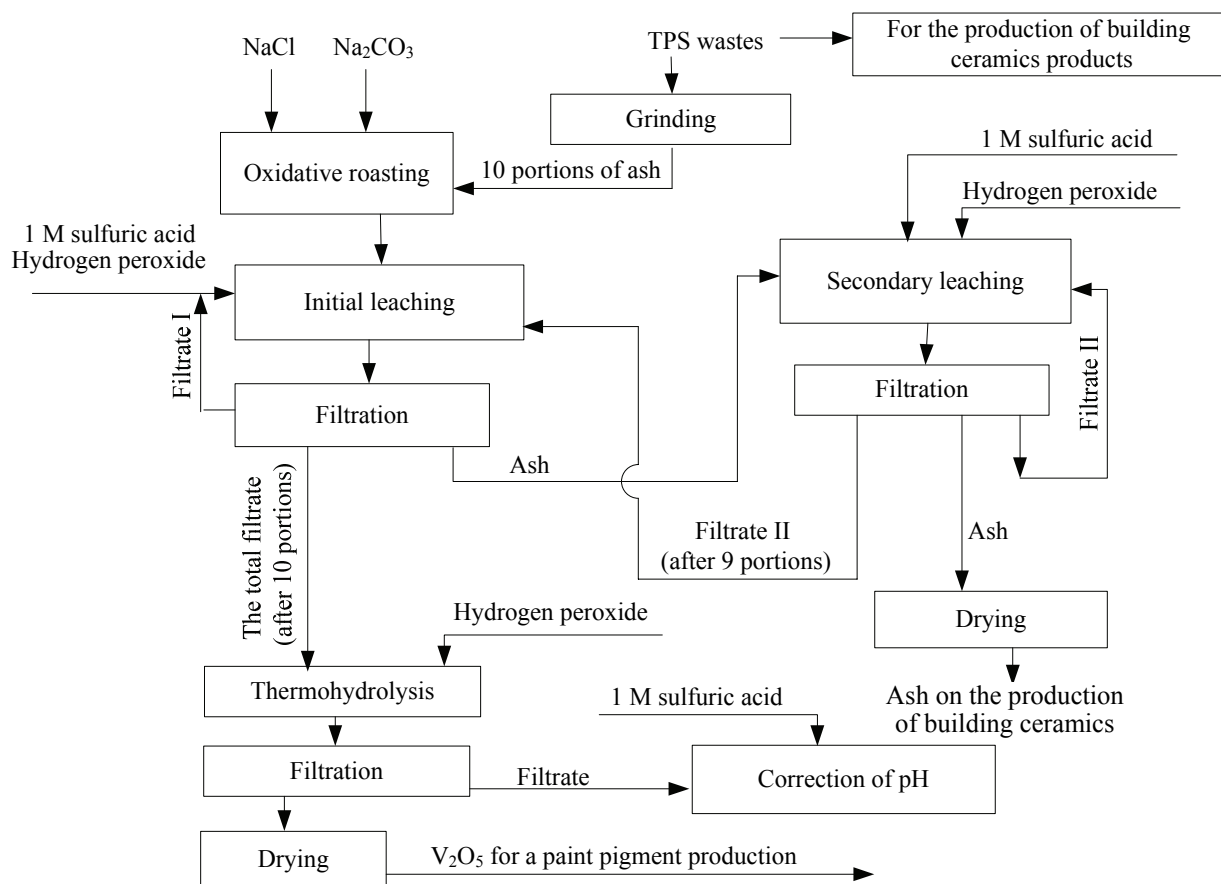 NaCl
Na₂CO₃
TPS wastes
For the production of building
ceramics products
Grinding
1 M sulfuric acid
Oxidative roasting
10 portions of ash
Hydrogen peroxide
1 M sulfuric acid
Hydrogen peroxide
Initial leaching
Secondary leaching
Filtrate I
Filtrate II
Filtration
Filtration
Ash
The total filtrate
(after 10 portions)
Filtrate II
(after 9 portions)
Ash
Hydrogen peroxide
Drying
Thermohydrolysis
1 M sulfuric acid
Ash on the production
of building ceramics
Filtration
Filtrate
Correction of pH
Drying
V₂O₅ for a paint pigment production